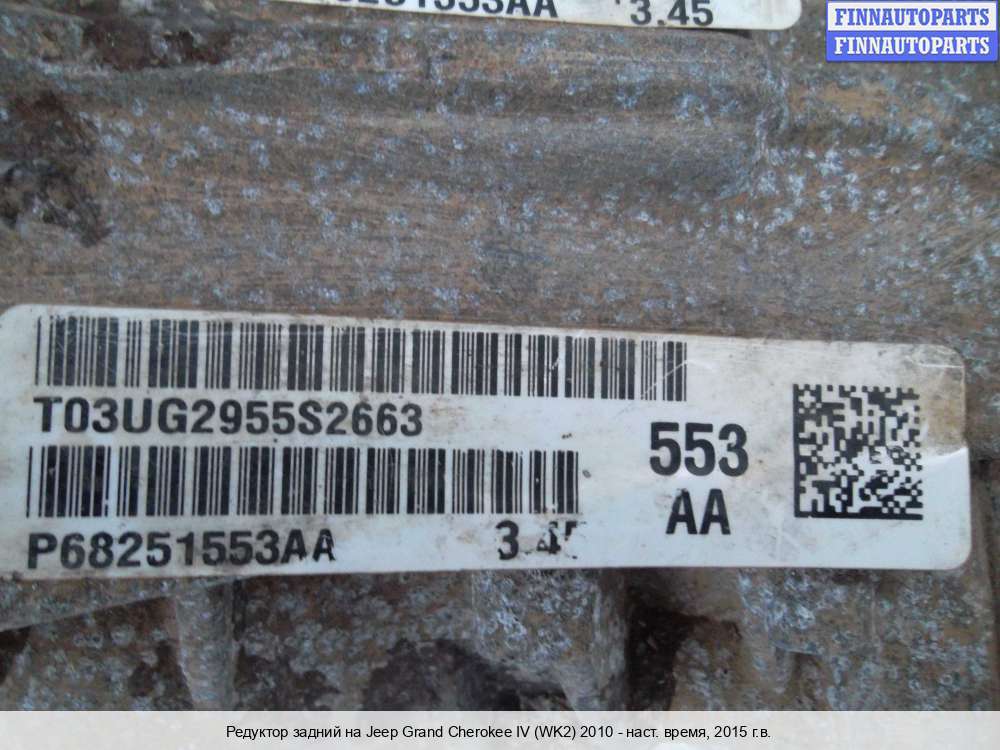 3.45
FINNAUTOPARTS
FINNAUTOPARTS
T03UG2955S2663
553
AA
P68251553AA
Редуктор задний на Jeep Grand Cherokee IV (WK2) 2010 - наст. время, 2015 г.в.